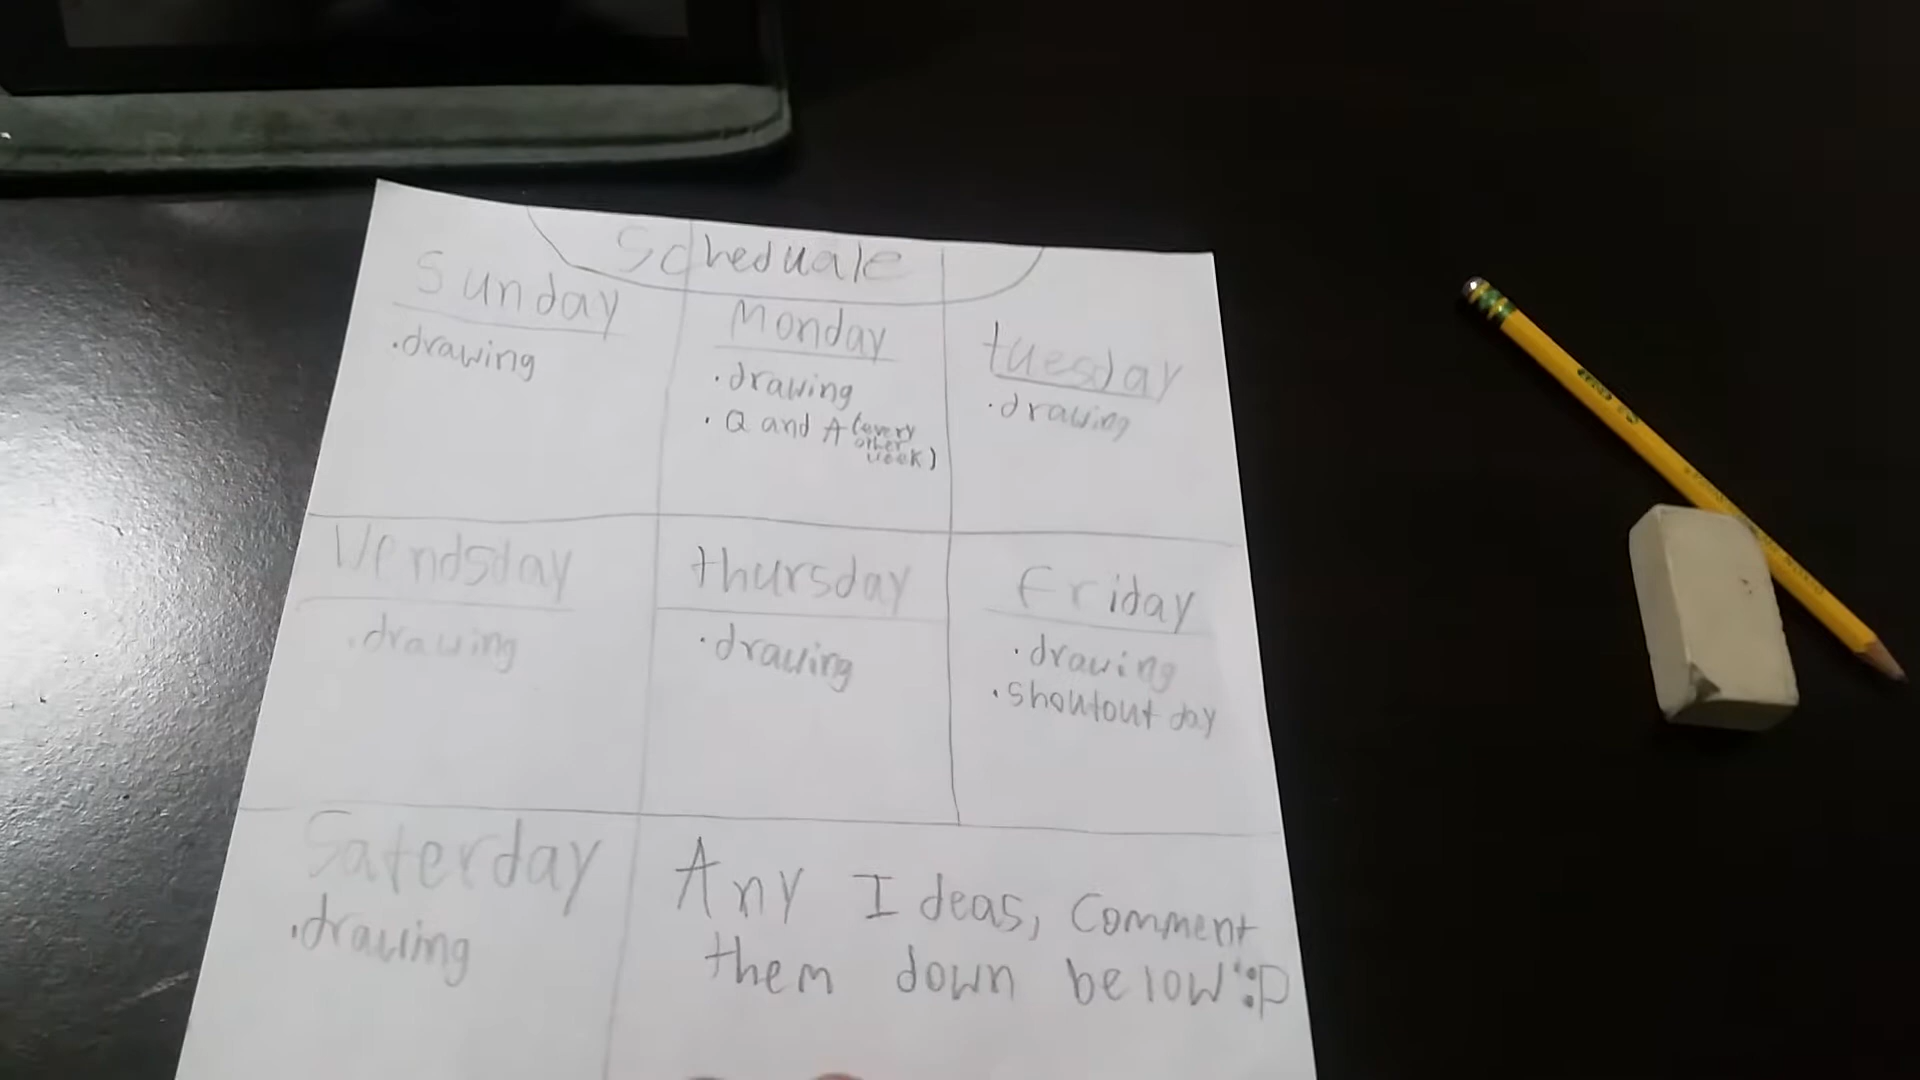 Scheduale
Sunday
.drawing
Monday
.drawing
. Q and A (every
other
week)
tuesday
.drawing
Wendsday
.drawing
thursday
.drawing
Friday
.drawing
.shoutout day
Saterday
.drawing
Any Ideas, Comment
them down below :P